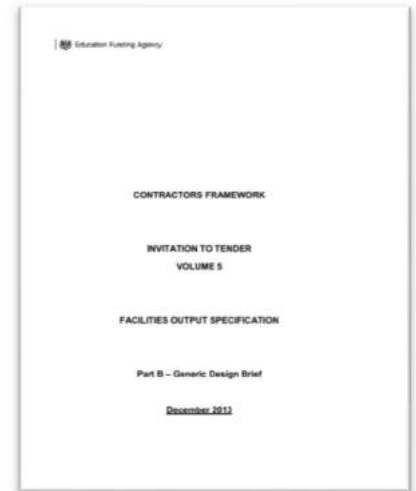 Education Funding Agency
CONTRACTORS FRAMEWORK
INVITATION TO TENDER
VOLUME 5
FACILITIES OUTPUT SPECIFICATION
Part B – Generic Design Brief
December 2013